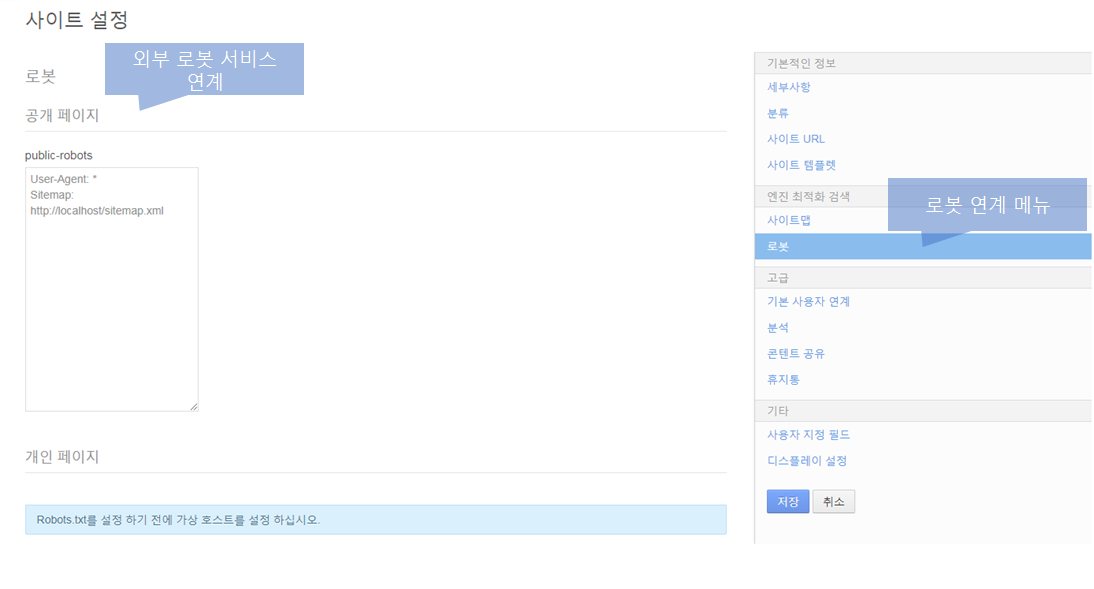 사이트 설정
외부 로봇 서비스
연계
로봇
공개 페이지
public-robots
User-Agent: *
Sitemap:
http://localhost/sitemap.xml
개인 페이지
Robots.txt를 설정 하기 전에 가상 호스트를 설정 하십시오.
기본적인 정보
세부사항
분류
사이트 URL
사이트 템플렛
엔진 최적화 검색
로봇 연계 메뉴
사이트맵
로봇
고급
기본 사용자 연계
분석
콘텐트 공유
휴지통
기타
사용자 지정 필드
디스플레이 설정
저장 취소